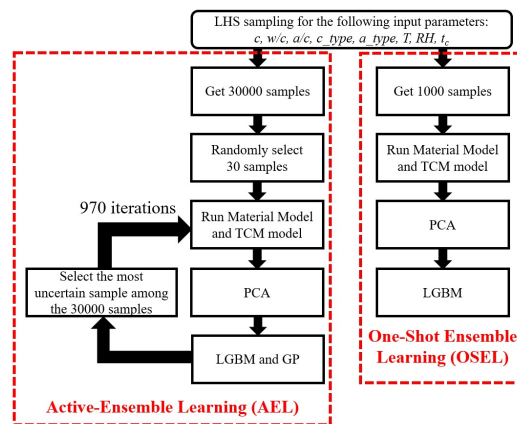 LHS sampling for the following input parameters:
c, w/c, a/c, c_type, a_type, T, RH, t_c
Get 30000 samples
Randomly select
30 samples
970 iterations
Run Material Model
and TCM model
Select the most
uncertain sample among
the 30000 samples
PCA
LGBM and GP
Active-Ensemble Learning (AEL)
Get 1000 samples
Run Material Model
and TCM model
PCA
LGBM
One-Shot Ensemble
Learning (OSEL)